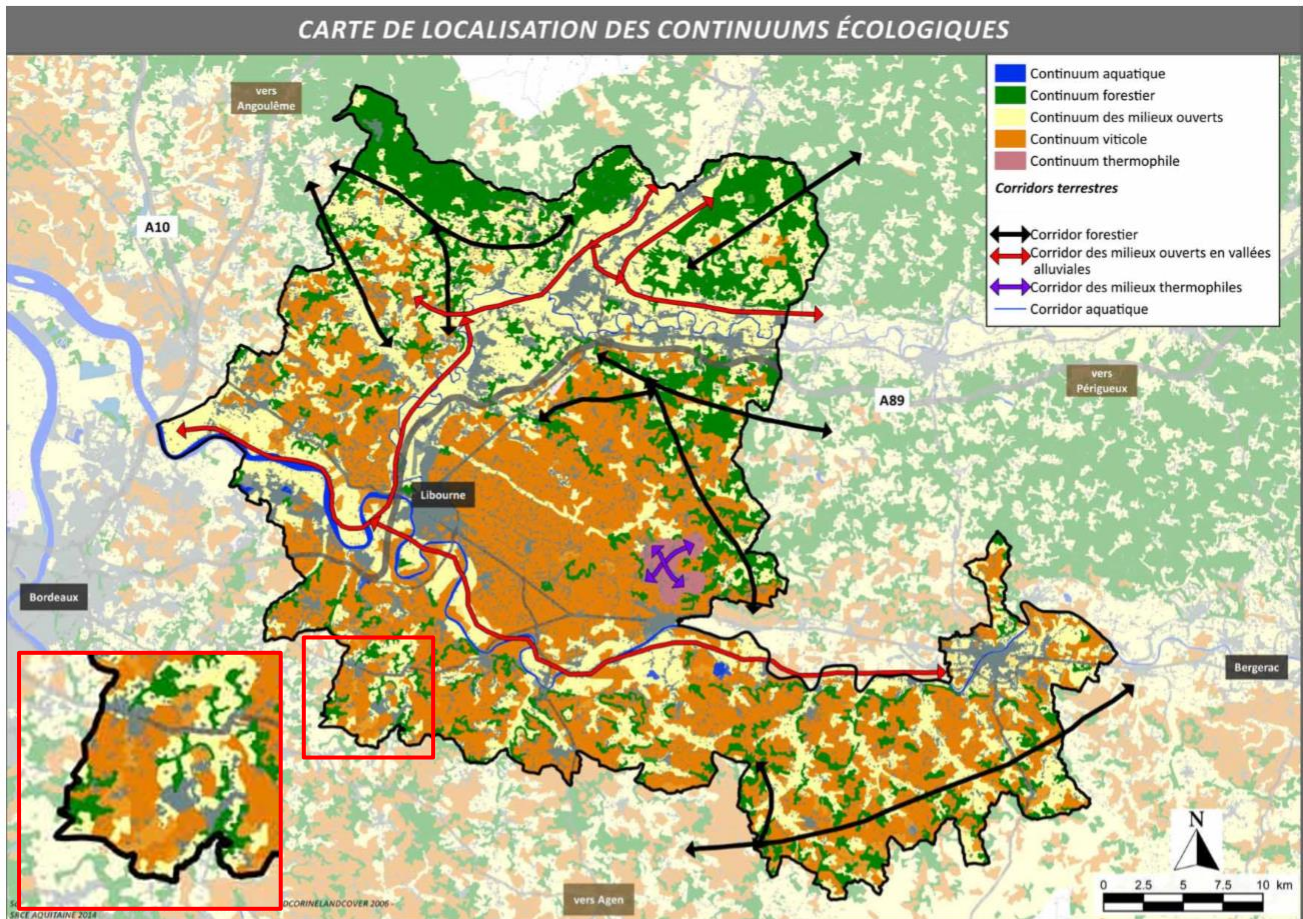 CARTE DE LOCALISATION DES CONTINUUMS ÉCOLOGIQUES
vers
Angoulême
Continuum aquatique
Continuum forestier
Continuum des milieux ouverts
Continuum viticole
Continuum thermophile
Corridors terrestres
Corridor forestier
Corridor des milieux ouverts en vallées
alluviales
Corridor des milieux thermophiles
Corridor aquatique
A10
vers
Périgueux
A89
Libourne
Bordeaux
Bergerac
N
vers Agen
0 2.5 5 7.5 10 km
DCORINELANDCOVER 2006 -
SRCE AQUITAINE 2014